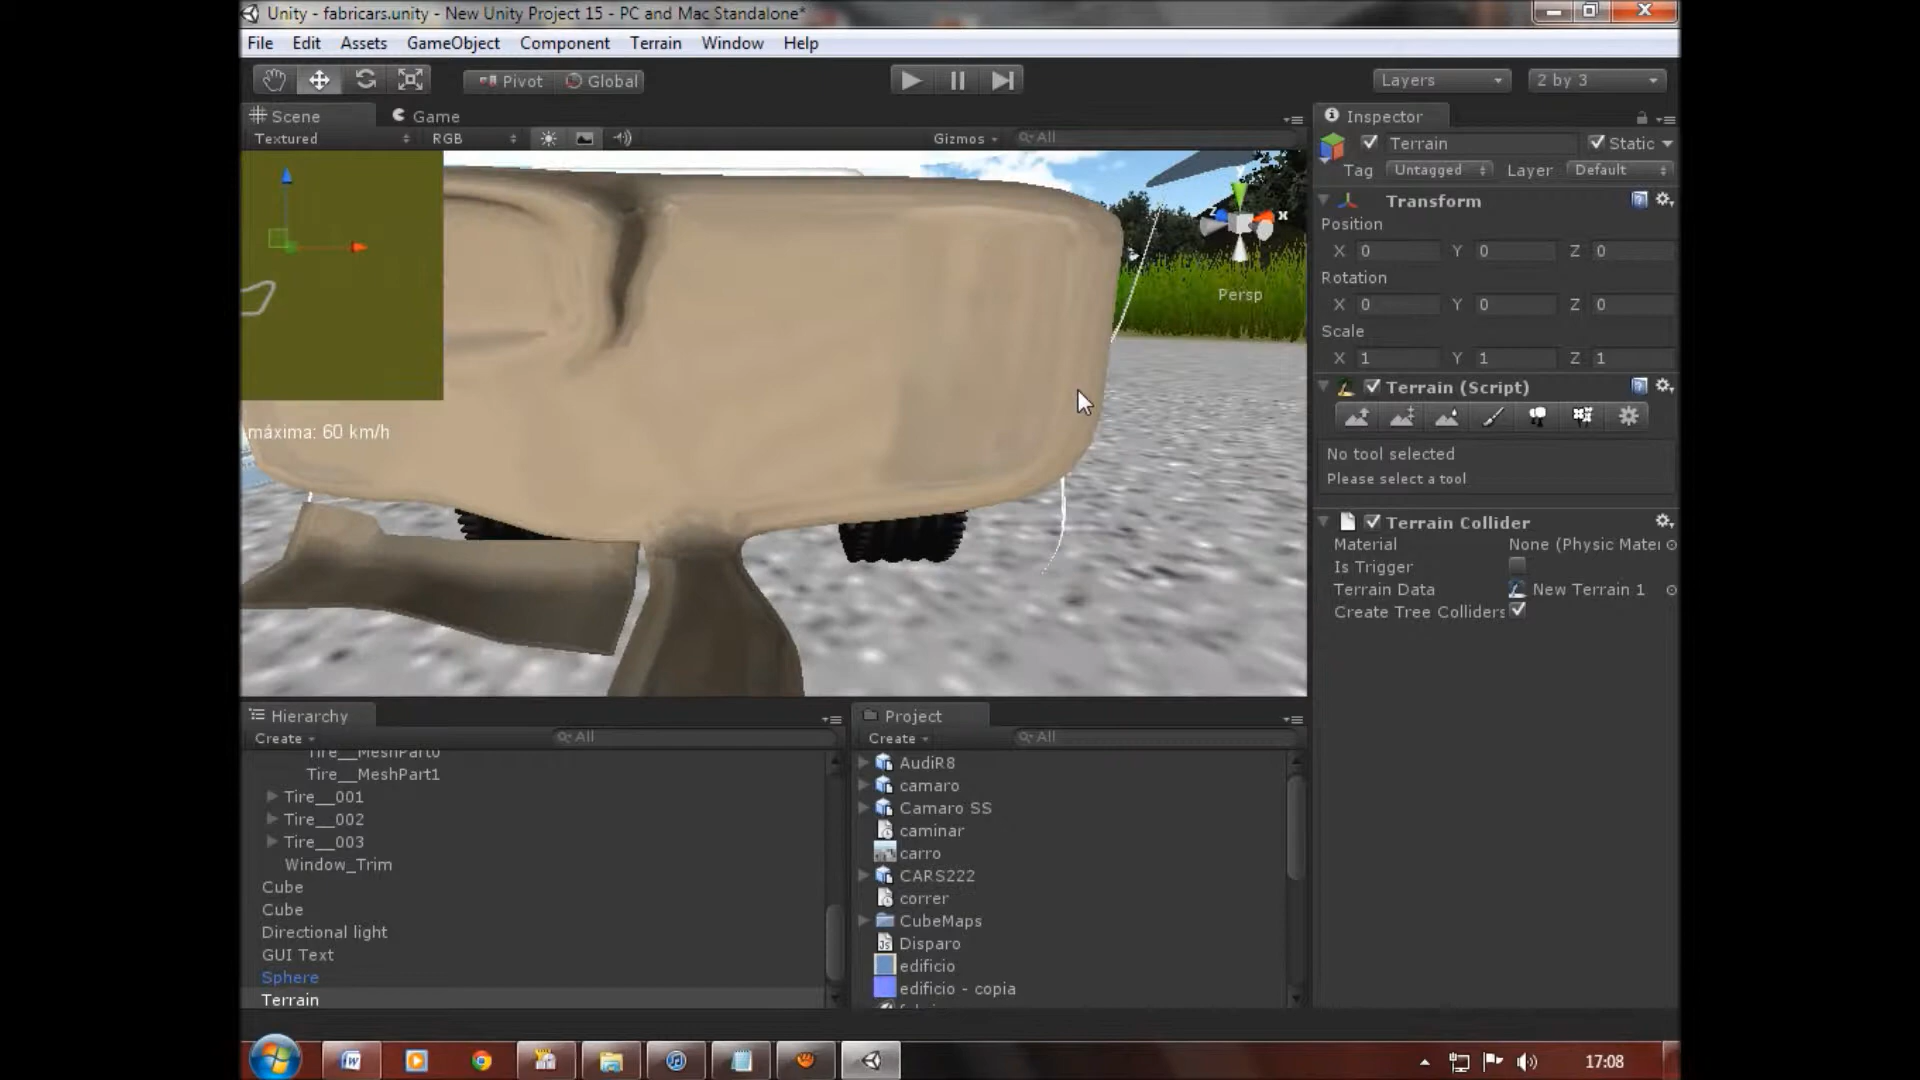 Unity - fabricars.unity - New Unity Project 15 - PC and Mac Standalone*
File Edit Assets GameObject Component Terrain Window Help
Pivot Global Layers 2 by 3
Scene Game
Textured RGB Gizmos All
Inspector
Terrain Static
Tag Untagged Layer Default
Transform
Position
X 0 Y 0 Z 0
Rotation
X 0 Y 0 Z 0
Scale
X 1 Y 1 Z 1
Terrain (Script)
No tool selected
Please select a tool
Terrain Collider
Material None (Physic Mater
Is Trigger
Terrain Data New Terrain 1
Create Tree Colliders
y
z x
Persp
máxima: 60 km/h
Hierarchy
Create All
Tire__MeshPart0
Tire__MeshPart1
Tire__001
Tire__002
Tire__003
Window_Trim
Cube
Cube
Directional light
GUI Text
Sphere
Terrain
Project
Create All
AudiR8
camaro
Camaro SS
caminar
carro
CARS222
correr
CubeMaps
Disparo
edificio
edificio - copia
17:08